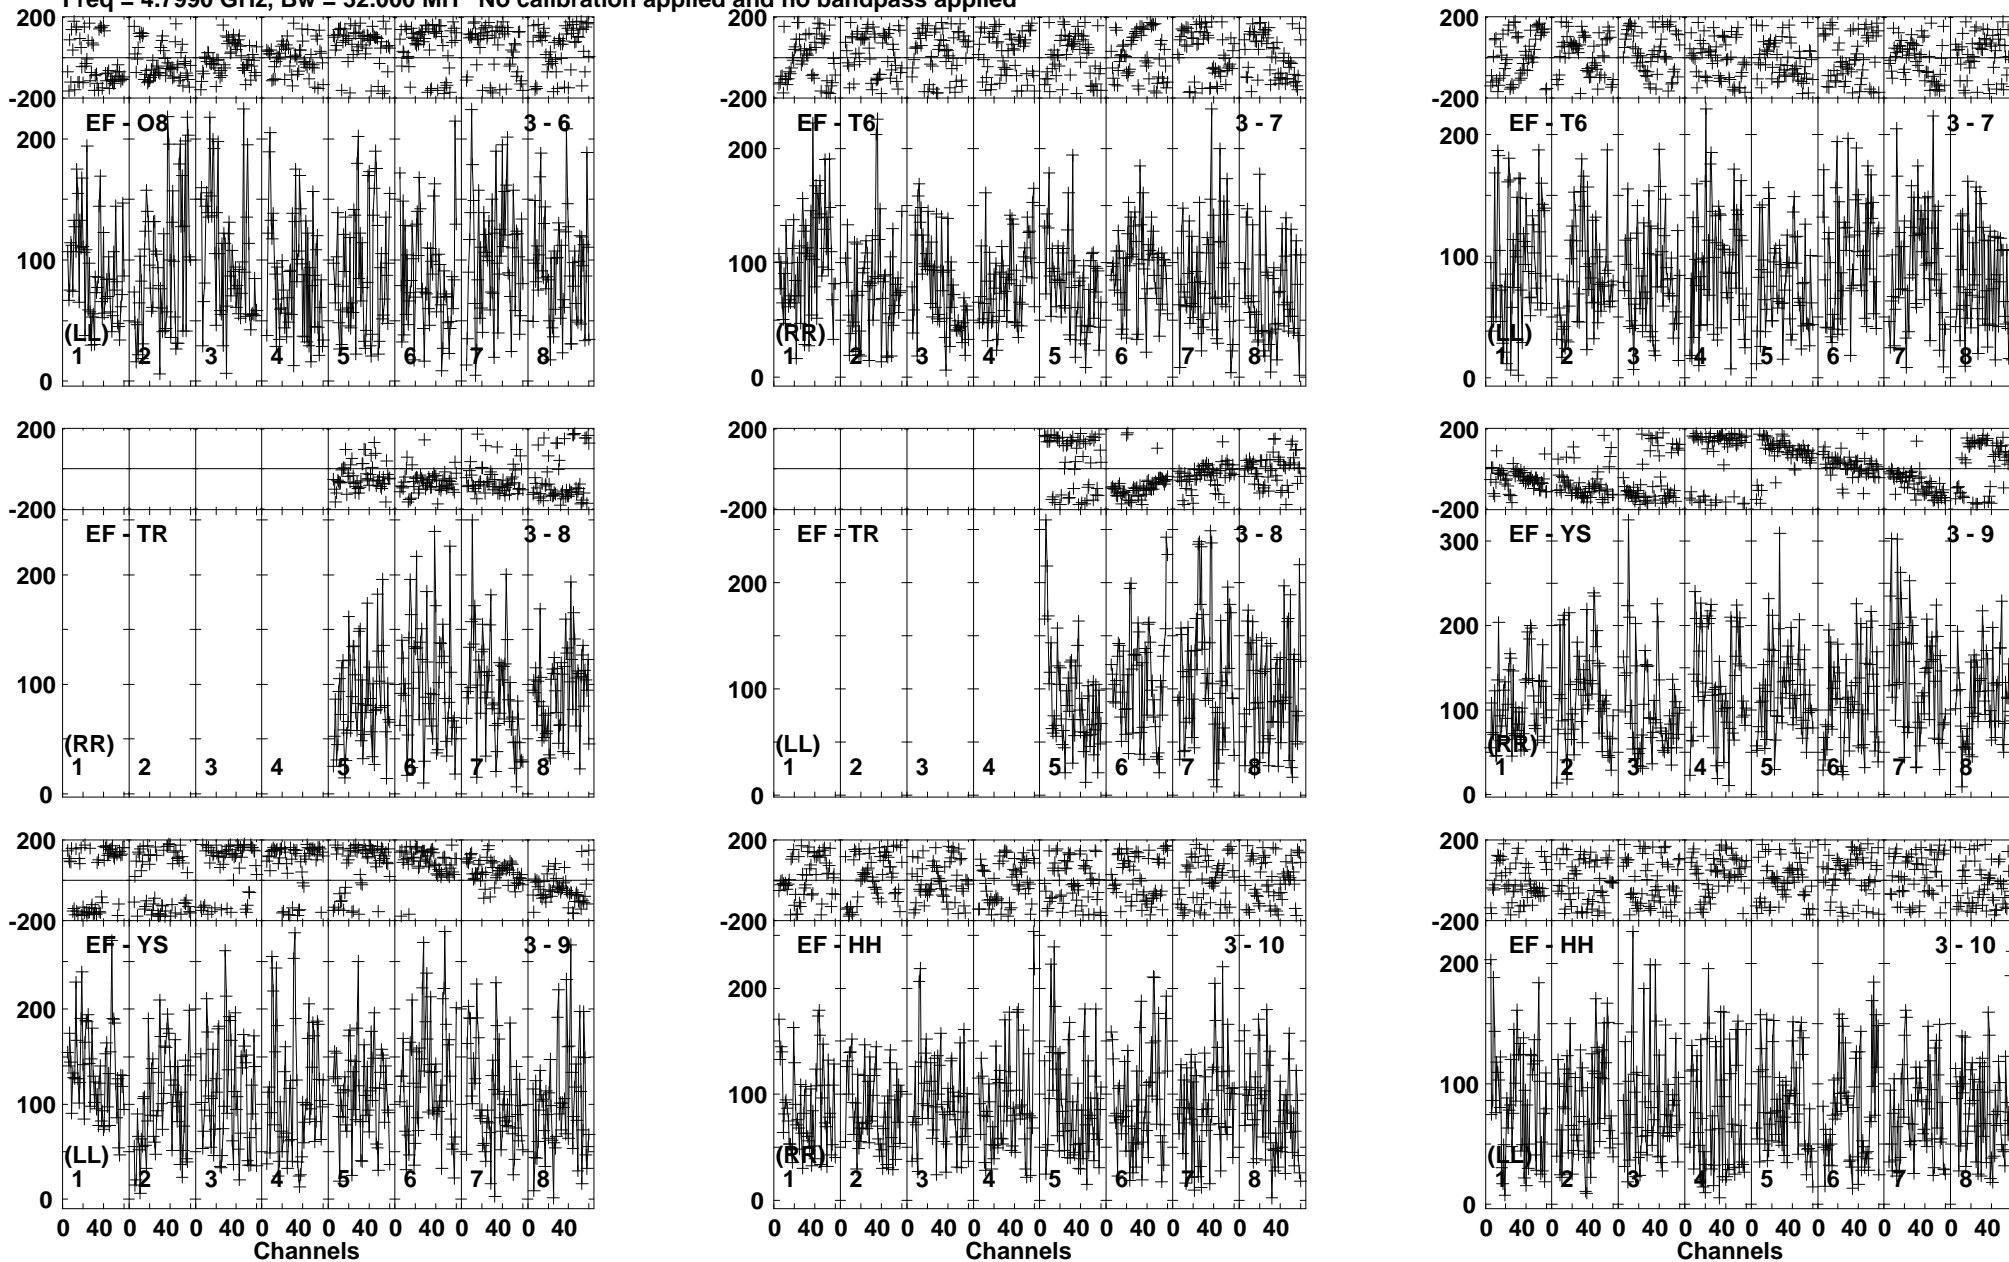 Freq = 4.7990 GHz, Bw = 32.000 MH No calibration applied and no bandpass applied
200 200 200
-200 -200 -200
EF - O8 3 - 6 EF - T6 3 - 7 EF - T6 3 - 7
200 200 200
100 100 100
(LL) (RR) (LL)
1 2 3 4 5 6 7 8 1 2 3 4 5 6 7 8 1 2 3 4 5 6 7 8
0 0 0
200 200 200
-200 -200 -200
EF - TR 3 - 8 EF - TR 3 - 8 EF - YS 3 - 9
300
200 200 200
100 100 100
(RR) (LL) (RR)
1 2 3 4 5 6 7 8 1 2 3 4 5 6 7 8 1 2 3 4 5 6 7 8
0 0 0
200 200 200
-200 -200 -200
EF - YS 3 - 9 EF - HH 3 - 10 EF - HH 3 - 10
200 200 200
100 100 100
(LL) (RR) (LL)
1 2 3 4 5 6 7 8 1 2 3 4 5 6 7 8 1 2 3 4 5 6 7 8
0 0 0
0 40 0 40 0 40 0 40 0 40 0 40 0 40 0 40 0 40 0 40 0 40 0 40 0 40 0 40 0 40 0 40 0 40 0 40 0 40 0 40 0 40 0 40 0 40 0 40
Channels Channels Channels